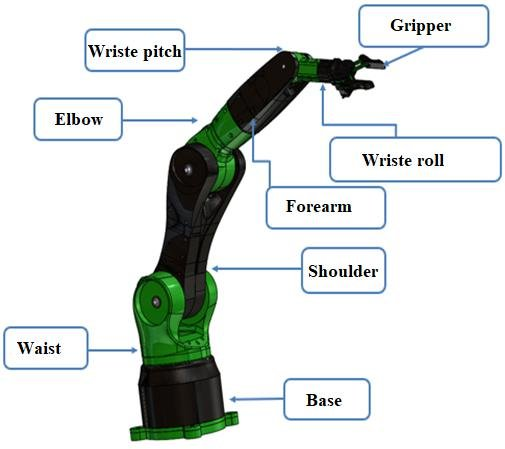 Gripper
Wriste pitch
Elbow
Wriste roll
Forearm
Shoulder
Waist
Base